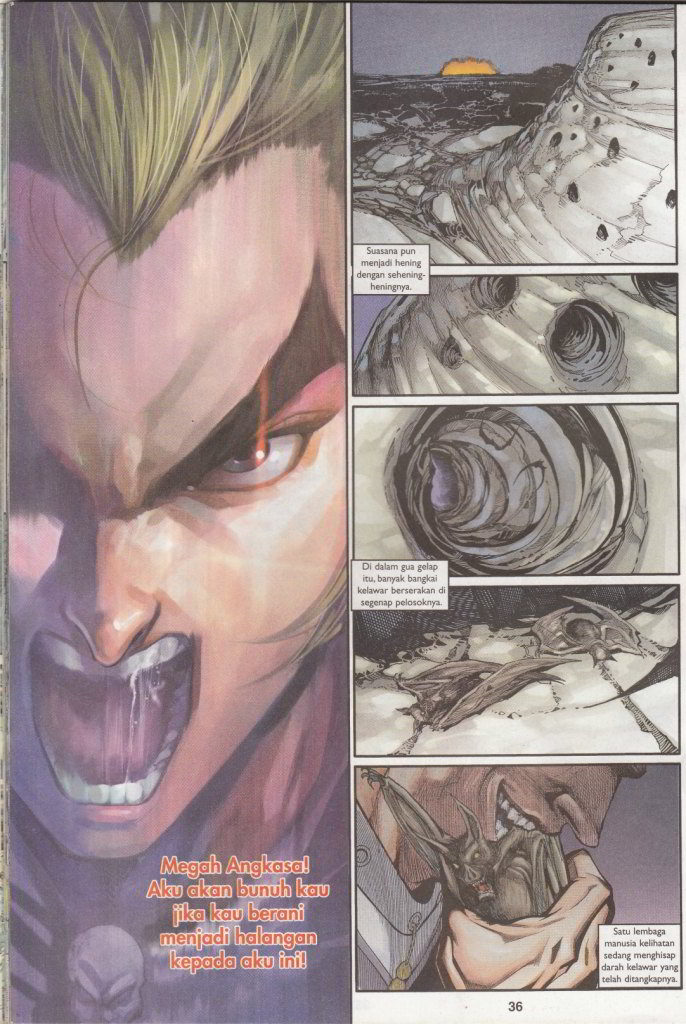 Megah Angkasa!
Aku akan bunuh kau
jika kau berani
menjadi halangan
kepada aku ini!
Suasana pun
menjadi hening
dengan sehening-
heningnya.
Di dalam gua gelap
itu, banyak bangkai
kelawar berserakan di
segenap pelosoknya.
Satu lembaga
manusia kelihatan
sedang menghisap
darah kelawar yang
telah ditangkapnya.
36